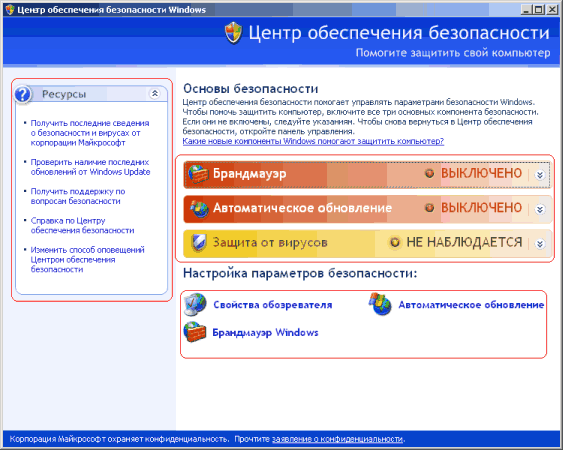 Центр обеспечения безопасности Windows
Центр обеспечения безопасности
Помогите защитить свой компьютер
Ресурсы
Получить последние сведения
о безопасности и вирусах от
корпорации Майкрософт
Проверить наличие последних
обновлений от Windows Update
Получить поддержку по
вопросам безопасности
Справка по Центру
обеспечения безопасности
Изменить способ оповещений
Центром обеспечения
безопасности
Основы безопасности
Центр обеспечения безопасности помогает управлять параметрами безопасности Windows.
Чтобы помочь защитить компьютер, включите все три основных компонента безопасности.
Если они не включены, следуйте указаниям. Чтобы снова вернуться в Центр обеспечения
безопасности, откройте панель управления.
Какие новые компоненты Windows помогают защитить компьютер?
Брандмауэр ВЫКЛЮЧЕНО
Автоматическое обновление ВЫКЛЮЧЕНО
Защита от вирусов НЕ НАБЛЮДАЕТСЯ
Настройка параметров безопасности:
Свойства обозревателя Автоматическое обновление
Брандмауэр Windows
Корпорация Майкрософт охраняет конфиденциальность. Прочтите заявление о конфиденциальности.